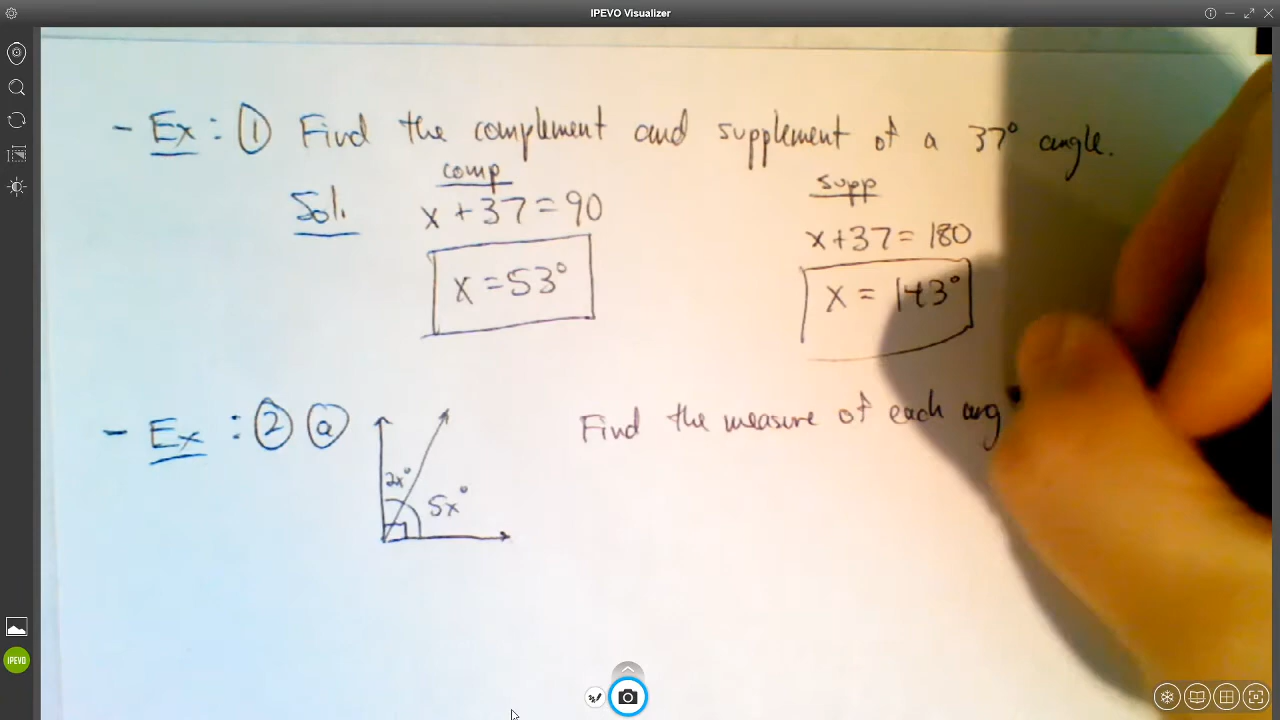 IPEVO Visualizer
- Ex: ① Find the complement and supplement of a 37° angle.
comp
supp
Sol. x + 37 = 90
x + 37 = 180
x = 53°
x = 143°
- Ex: ② ⓐ Find the measure of each ang
2x°
5x°
IPEVO